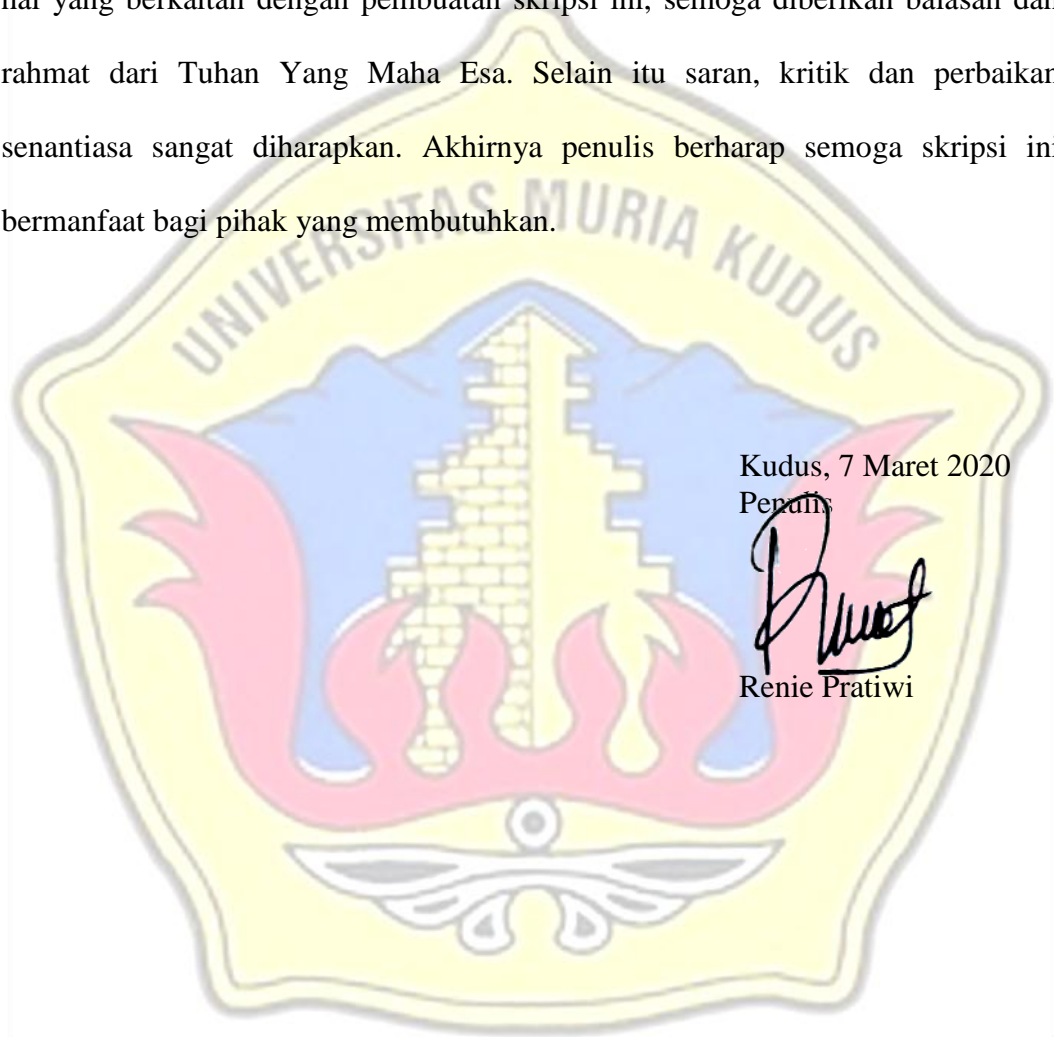 hal yang berkaitan dengan pembuatan skripsi ini, semoga diberikan balasan dan
rahmat dari Tuhan Yang Maha Esa. Selain itu saran, kritik dan perbaikan
senantiasa sangat diharapkan. Akhirnya penulis berharap semoga skripsi ini
bermanfaat bagi pihak yang membutuhkan.
UNIVERSITAS MURIA KUDUS
Kudus, 7 Maret 2020
Penulis
Renie Pratiwi